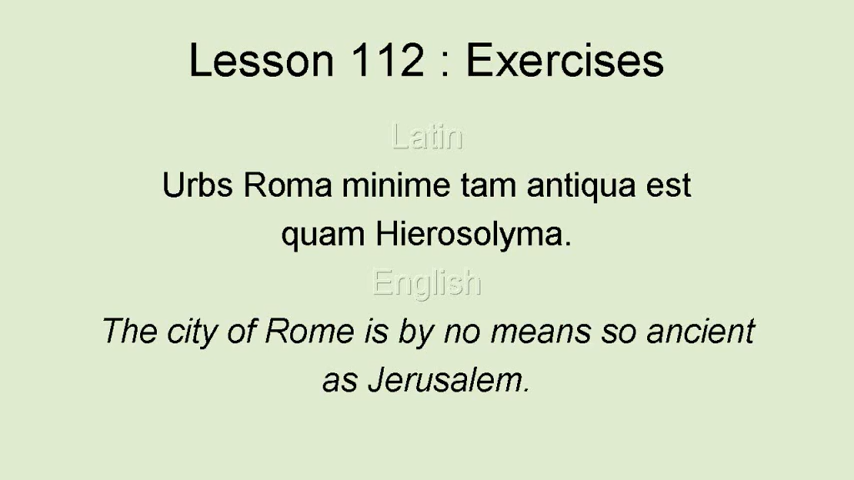 Lesson 112 : Exercises
Latin
Urbs Roma minime tam antiqua est
quam Hierosolyma.
English
The city of Rome is by no means so ancient
as Jerusalem.